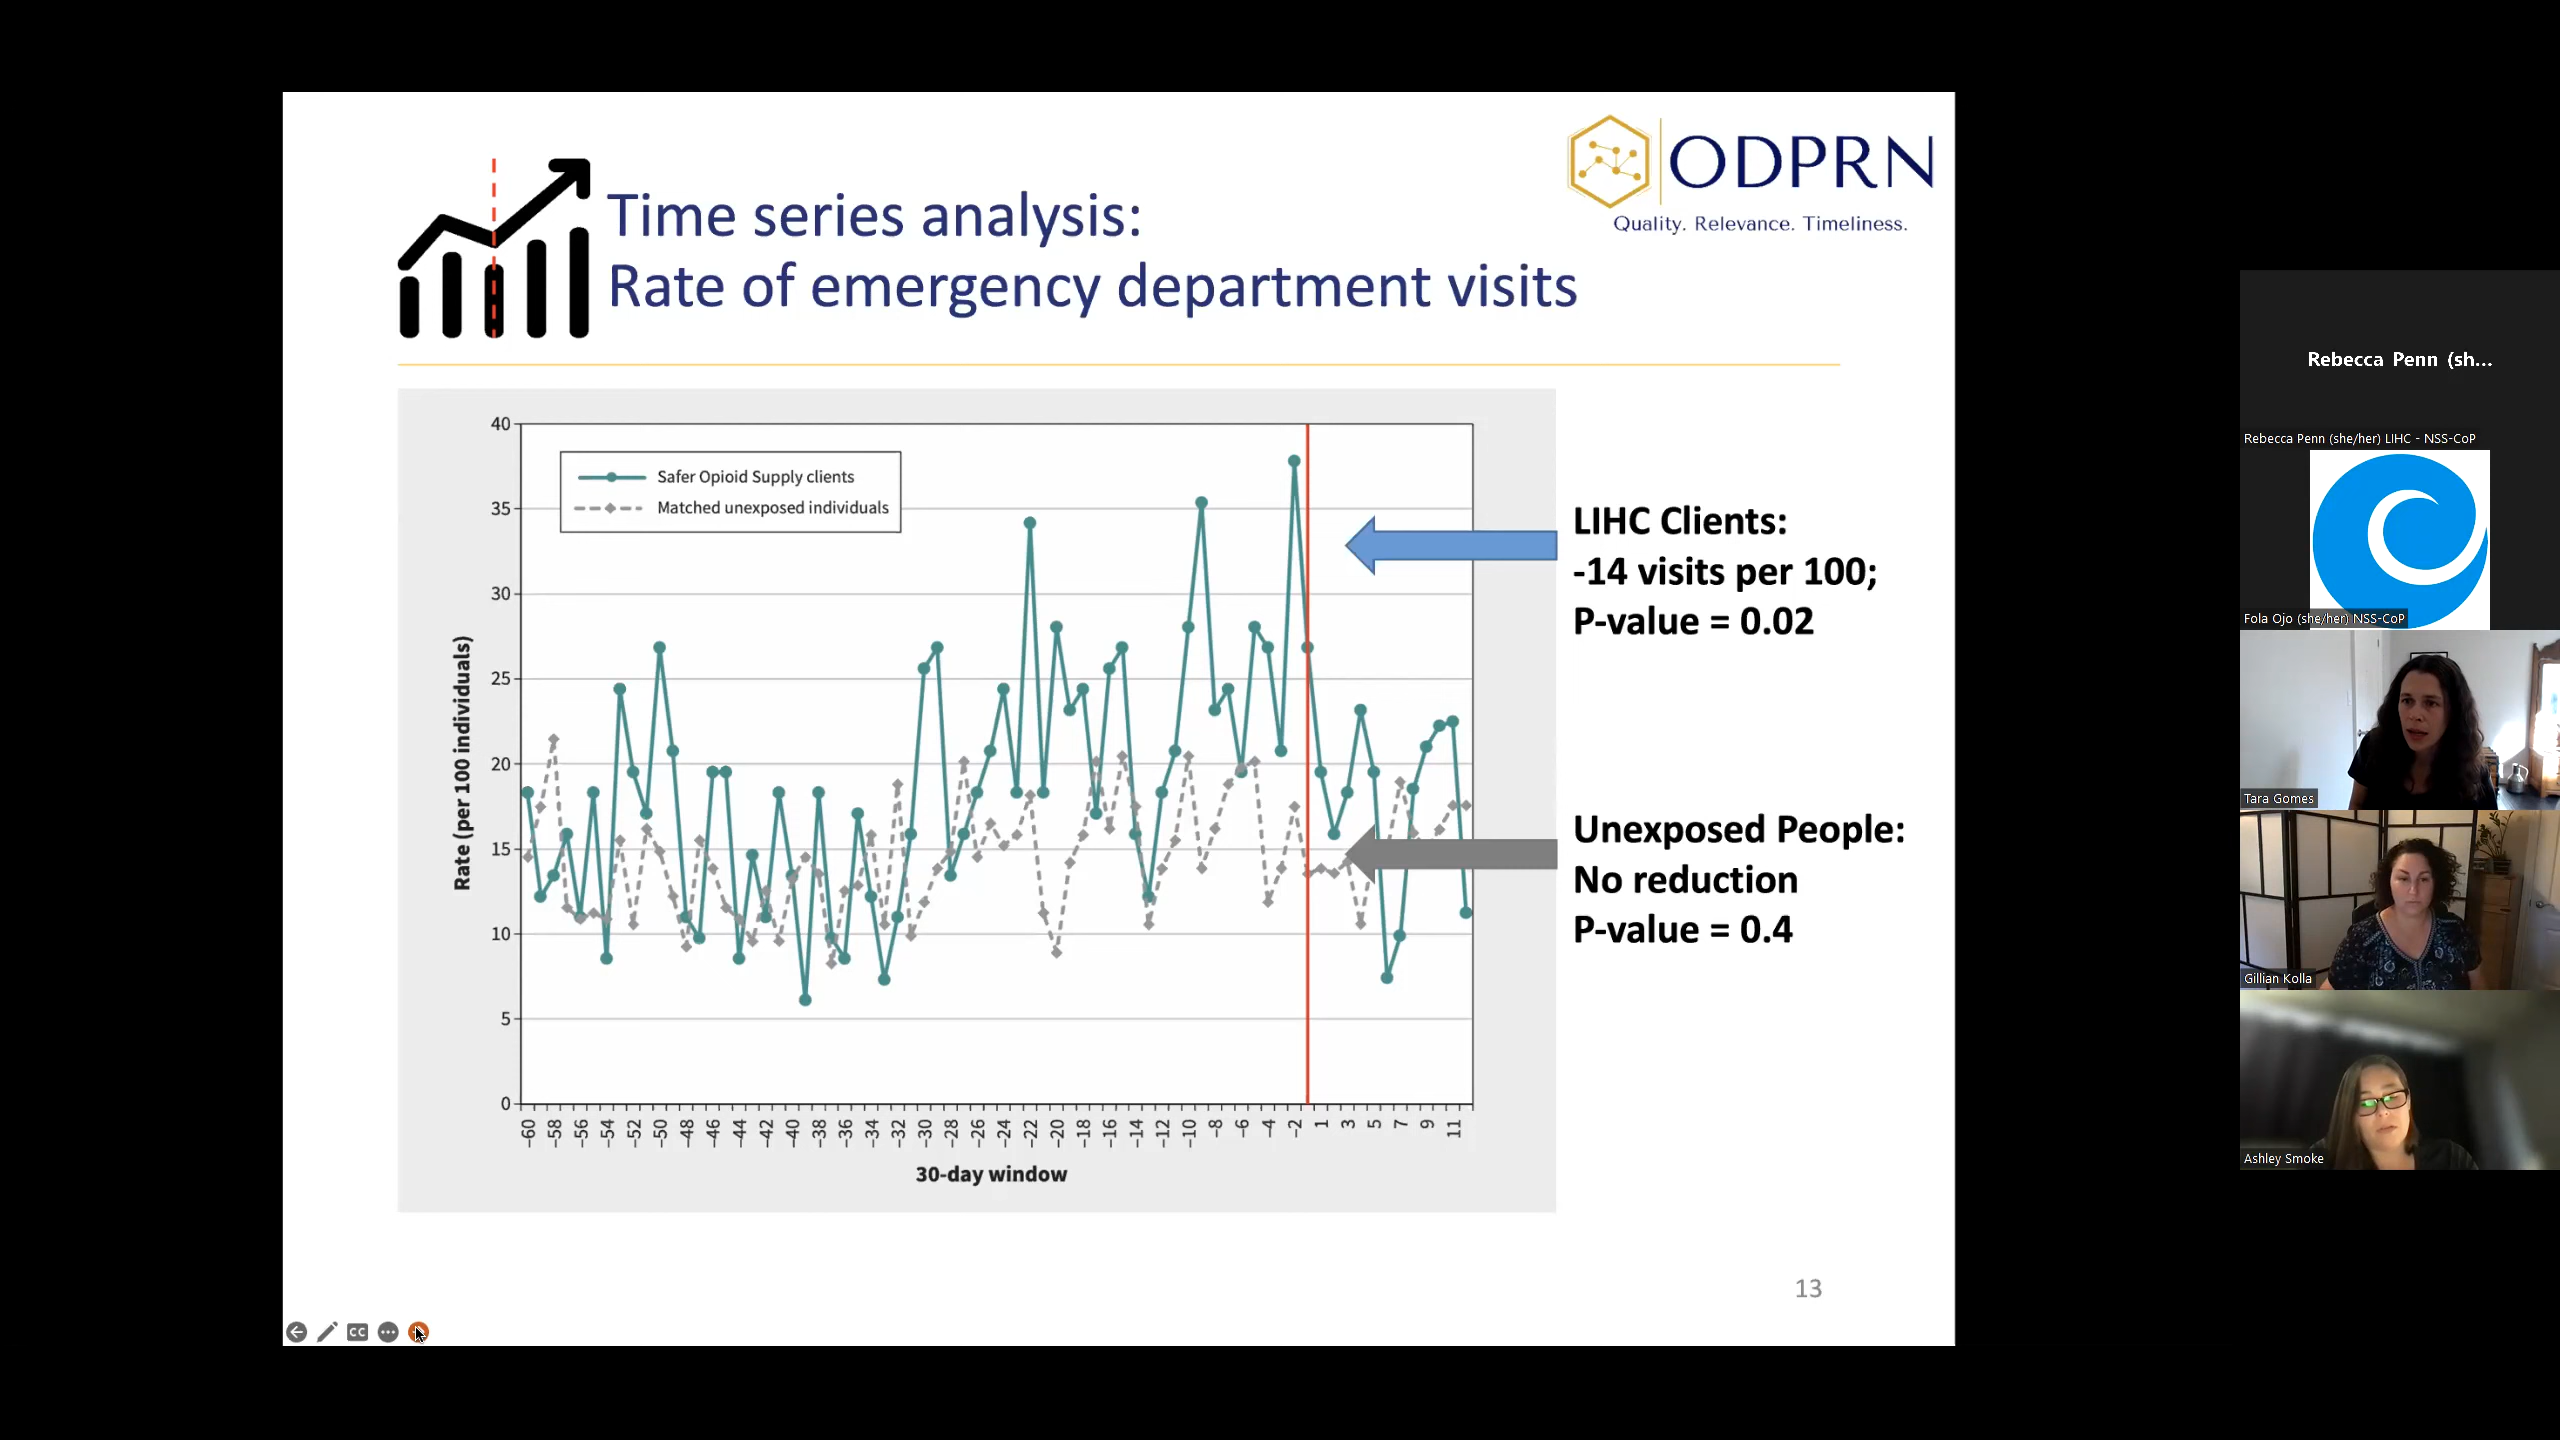 Time series analysis:
Rate of emergency department visits
ODPRN
Quality. Relevance. Timeliness.
40
35
30
25
20
15
10
5
0
Rate (per 100 individuals)
Safer Opioid Supply clients
Matched unexposed individuals
-60 -58 -56 -54 -52 -50 -48 -46 -44 -42 -40 -38 -36 -34 -32 -30 -28 -26 -24 -22 -20 -18 -16 -14 -12 -10 -8 -6 -4 -2 1 3 5 7 9 11
30-day window
LIHC Clients:
-14 visits per 100;
P-value = 0.02
Unexposed People:
No reduction
P-value = 0.4
13
CC
Rebecca Penn (sh...
Rebecca Penn (she/her) LIHC - NSS-CoP
Fola Ojo (she/her) NSS-CoP
Tara Gomes
Gillian Kolla
Ashley Smoke